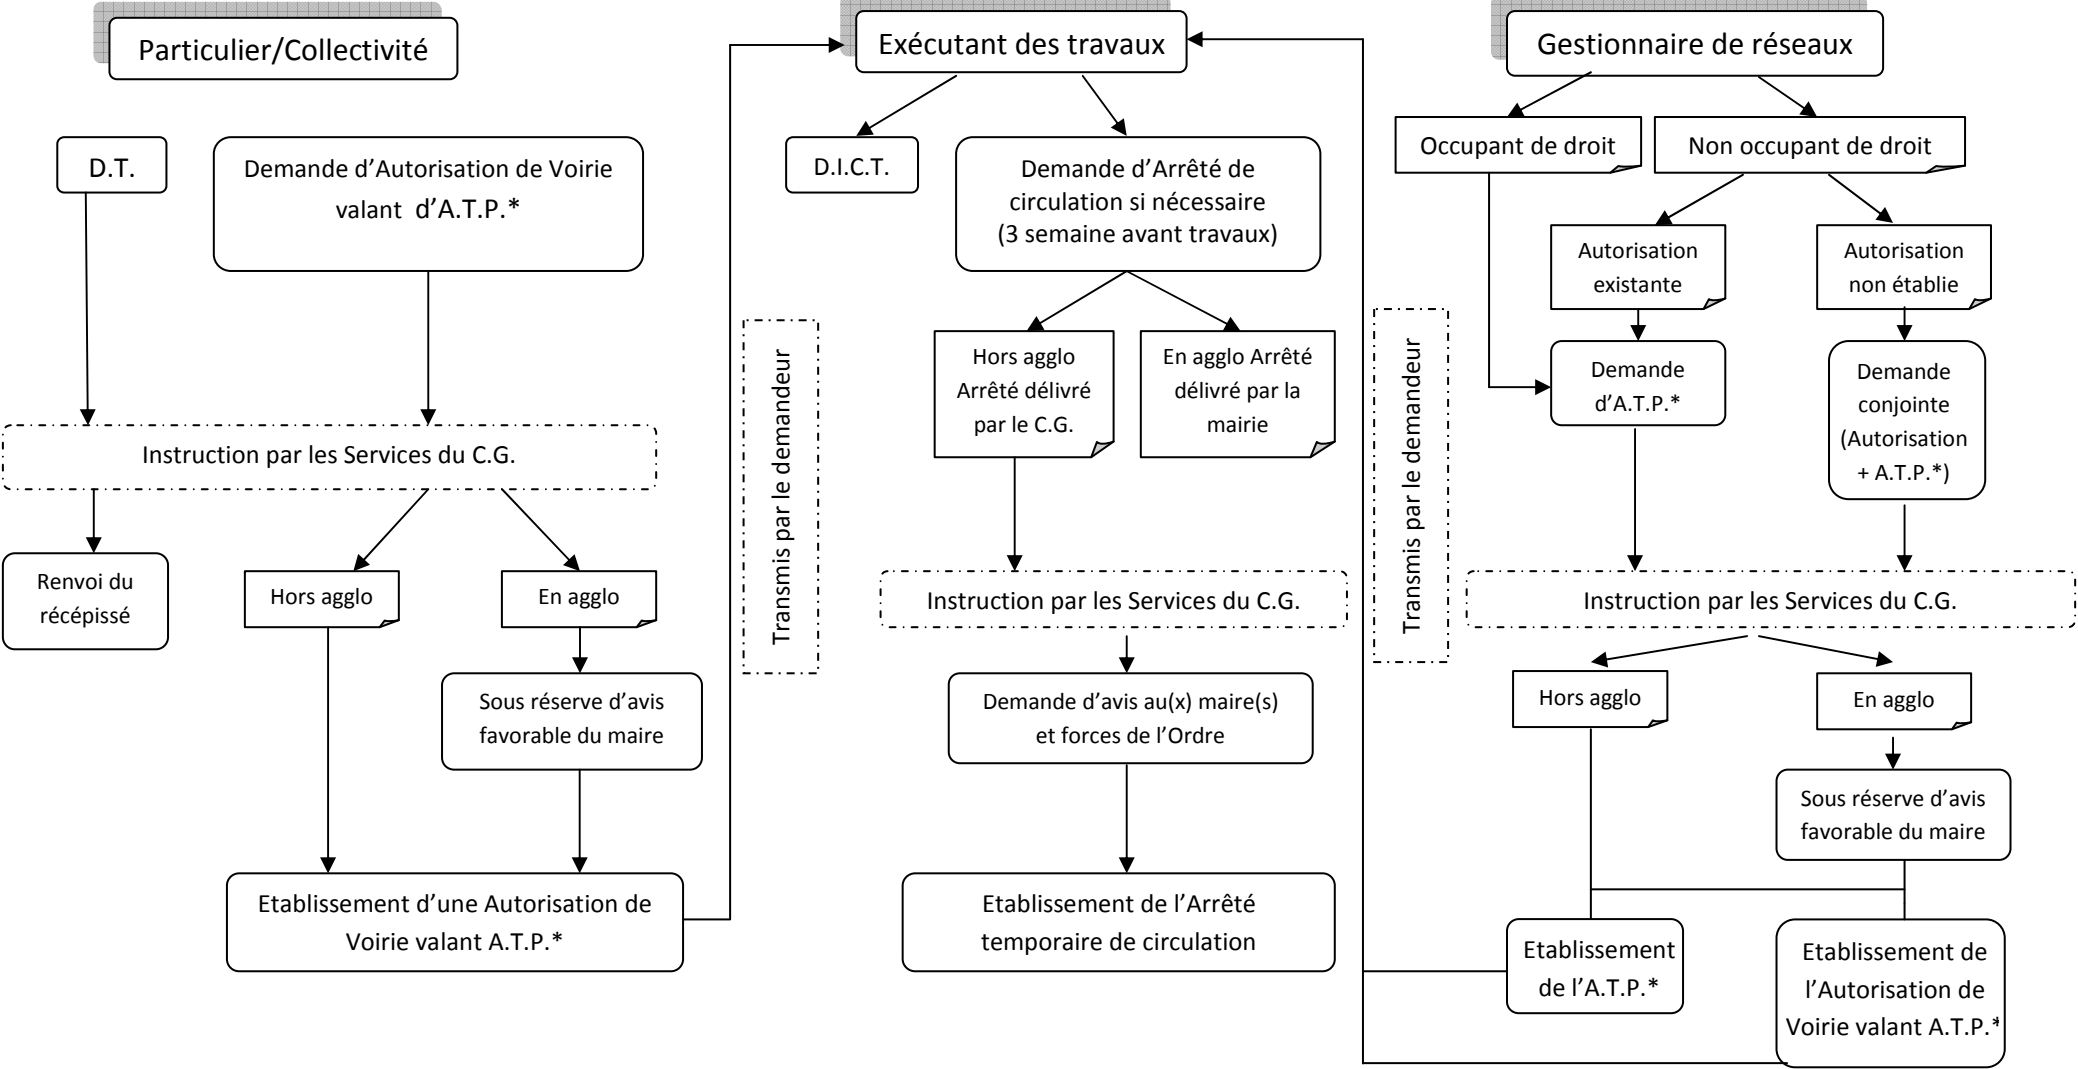 Particulier/Collectivité
D.T.
Demande d'Autorisation de Voirie
valant d'A.T.P.*
Instruction par les Services du C.G.
Renvoi du
récépissé
Hors agglo
En agglo
Sous réserve d'avis
favorable du maire
Etablissement d'une Autorisation de
Voirie valant A.T.P.*
Transmis par le demandeur
Exécutant des travaux
D.I.C.T.
Demande d'Arrêté de
circulation si nécessaire
(3 semaine avant travaux)
Hors agglo
Arrêté délivré
par le C.G.
En agglo Arrêté
délivré par la
mairie
Instruction par les Services du C.G.
Demande d'avis au(x) maire(s)
et forces de l'Ordre
Etablissement de l'Arrêté
temporaire de circulation
Transmis par le demandeur
Gestionnaire de réseaux
Occupant de droit
Non occupant de droit
Autorisation
existante
Autorisation
non établie
Demande
d'A.T.P.*
Demande
conjointe
(Autorisation
+ A.T.P.*)
Instruction par les Services du C.G.
Hors agglo
En agglo
Sous réserve d'avis
favorable du maire
Etablissement
de l'A.T.P.*
Etablissement de
l'Autorisation de
Voirie valant A.T.P.*